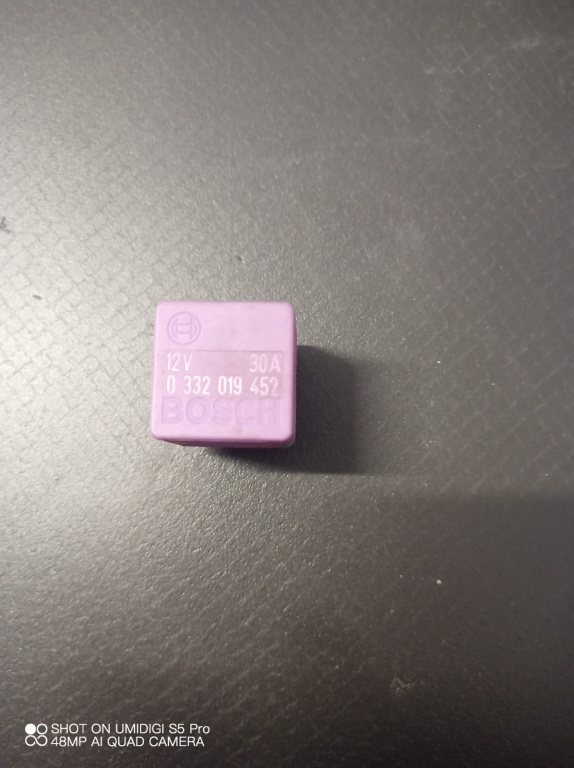 12V 30A
0 332 019 452
BOSCH
SHOT ON UMIDIGI S5 Pro
48MP AI QUAD CAMERA